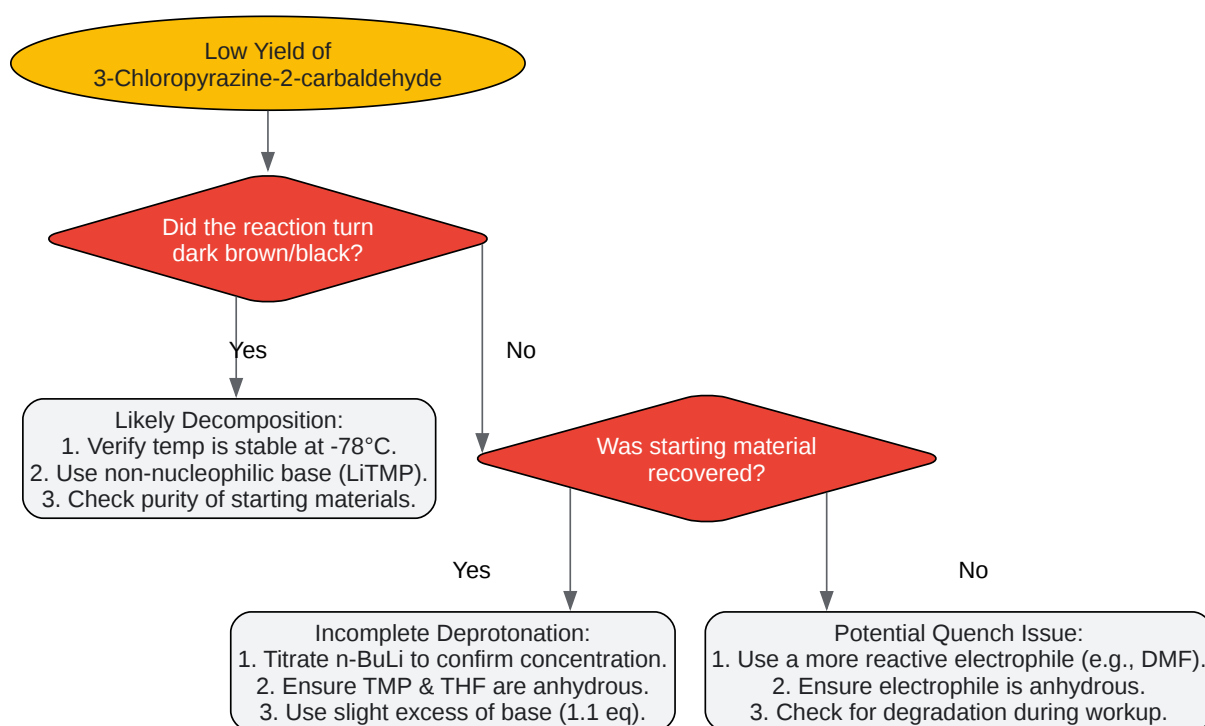 Low Yield of
3-Chloropyrazine-2-carbaldehyde
Did the reaction turn
dark brown/black?
Yes
No
Likely Decomposition:
1. Verify temp is stable at -78°C.
2. Use non-nucleophilic base (LiTMP).
3. Check purity of starting materials.
Was starting material
recovered?
Yes
No
Incomplete Deprotonation:
1. Titrate n-BuLi to confirm concentration.
2. Ensure TMP & THF are anhydrous.
3. Use slight excess of base (1.1 eq).
Potential Quench Issue:
1. Use a more reactive electrophile (e.g., DMF).
2. Ensure electrophile is anhydrous.
3. Check for degradation during workup.